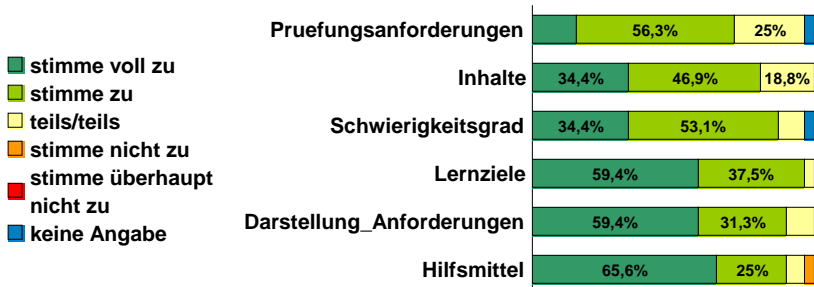 stimme voll zu
stimme zu
teils/teils
stimme nicht zu
stimme überhaupt
nicht zu
keine Angabe
Pruefungsanforderungen
56,3% 25%
Inhalte
34,4% 46,9% 18,8%
Schwierigkeitsgrad
34,4% 53,1%
Lernziele
59,4% 37,5%
Darstellung_Anforderungen
59,4% 31,3%
Hilfsmittel
65,6% 25%